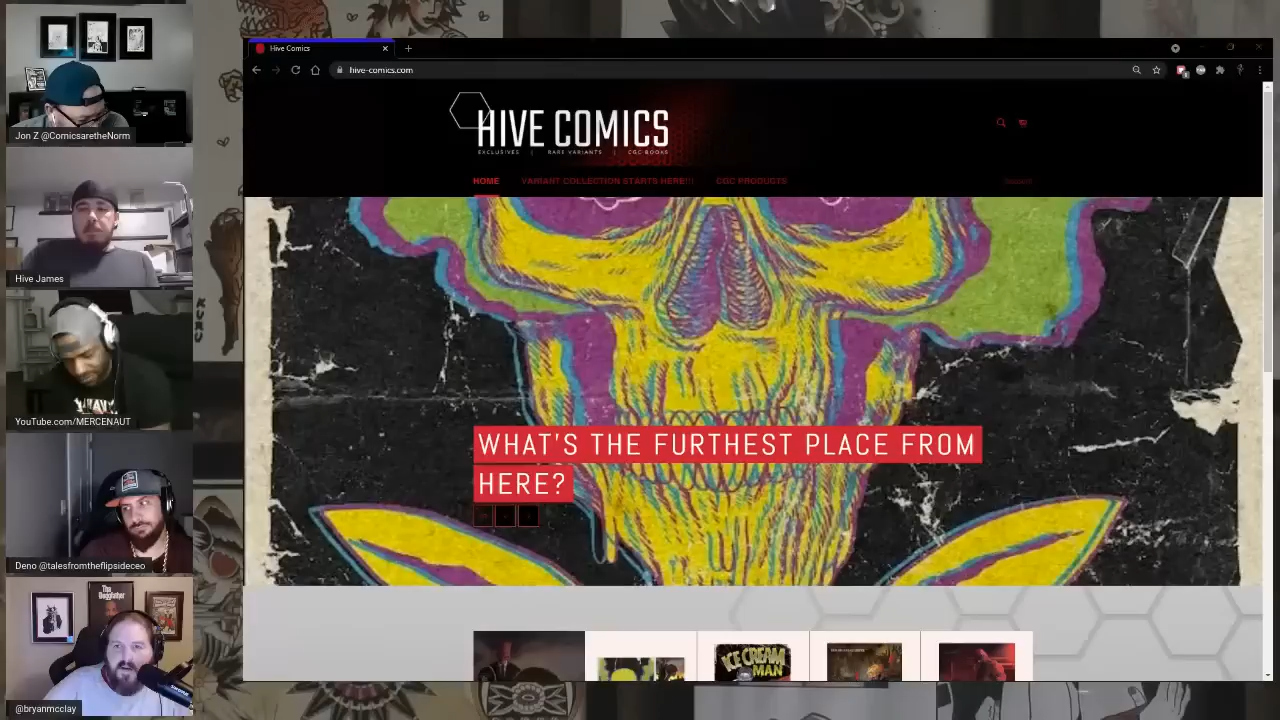 Jon Z @ComicsaretheNorm
Hive James
YouTube.com/MERCENAUT
Deno @talesfromtheflipsideceo
@bryanmcclay
Hive Comics
hive-comics.com
HIVE COMICS
EXCLUSIVES | RARE VARIANTS | CGC BOOKS
HOME
VARIANT COLLECTION STARTS HERE!!!
CGC PRODUCTS
WHAT'S THE FURTHEST PLACE FROM
HERE?
ICE CREAM
MAN